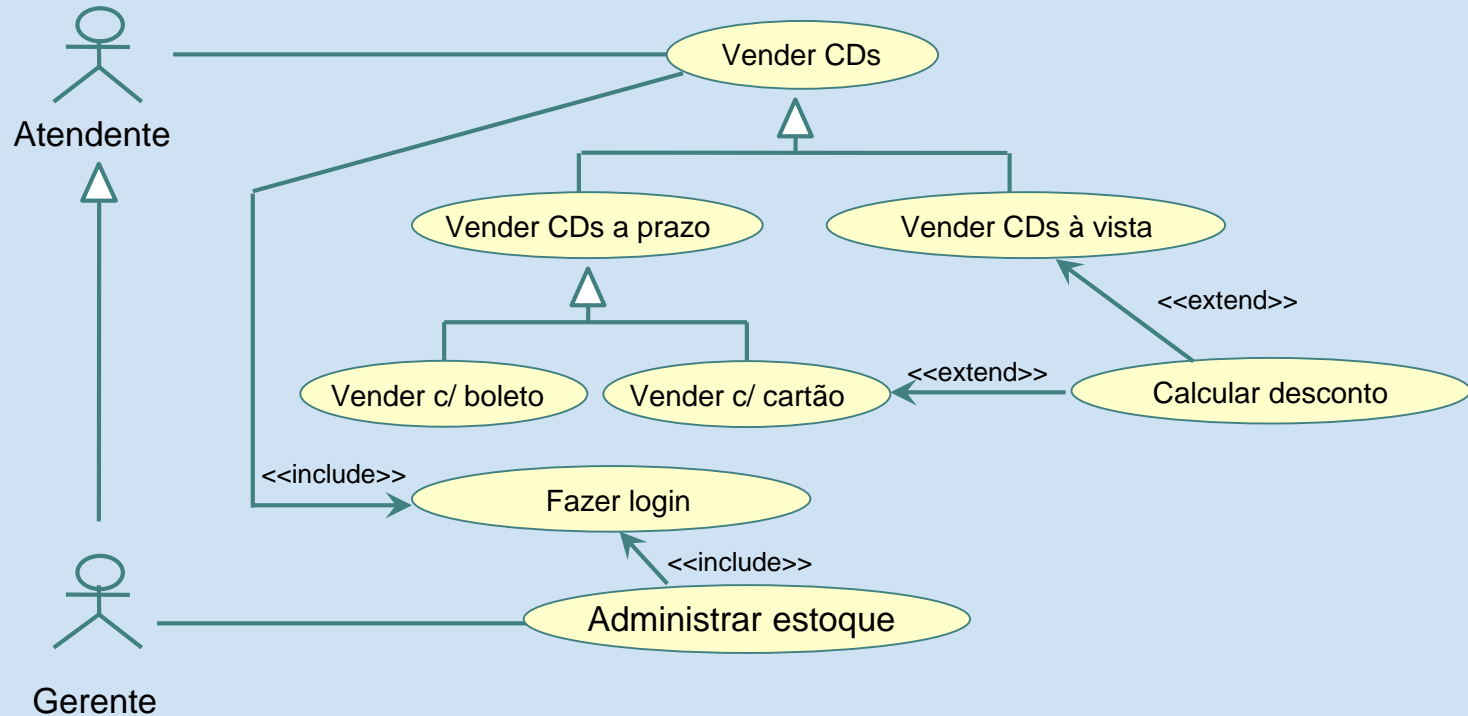 Vender CDs
Atendente
Vender CDs a prazo
Vender CDs à vista
<<extend>>
Vender c/ boleto
Vender c/ cartão
<<extend>>
Calcular desconto
<<include>>
Fazer login
<<include>>
Administrar estoque
Gerente